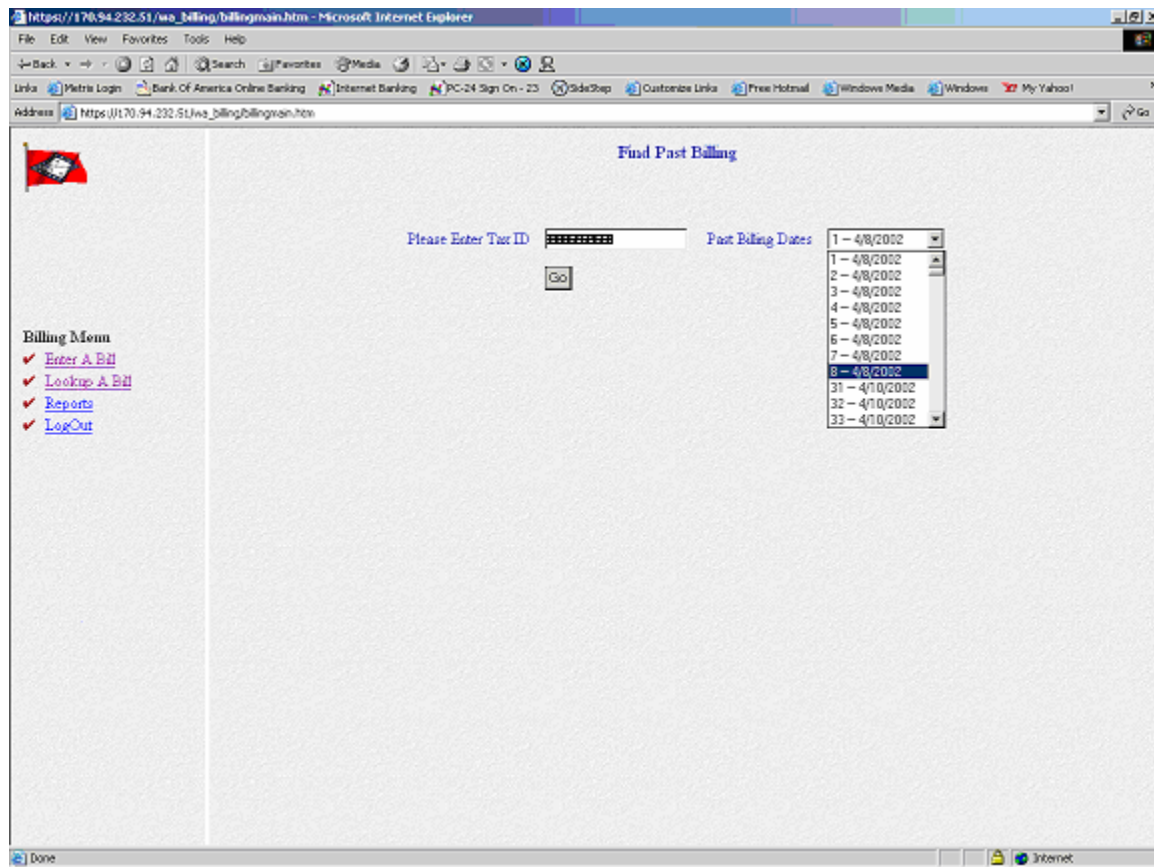 https://170.94.232.51/wa_billing/billingmain.htm - Microsoft Internet Explorer
File Edit View Favorites Tools Help
Back Search Favorites Media
Links Metris Login Bank Of America Online Banking Internet Banking PC-24 Sign On - 23 SideStep Customize Links Free Hotmail Windows Media Windows My Yahoo!
Address https://170.94.232.51/wa_billing/billingmain.htm Go
Find Past Billing
Please Enter Tax ID Past Billing Dates 1 – 4/8/2002
Go
1 – 4/8/2002
2 – 4/8/2002
3 – 4/8/2002
4 – 4/8/2002
5 – 4/8/2002
6 – 4/8/2002
7 – 4/8/2002
8 – 4/8/2002
31 – 4/10/2002
32 – 4/10/2002
33 – 4/10/2002
Billing Menu
Enter A Bill
Lookup A Bill
Reports
LogOut
Done Internet